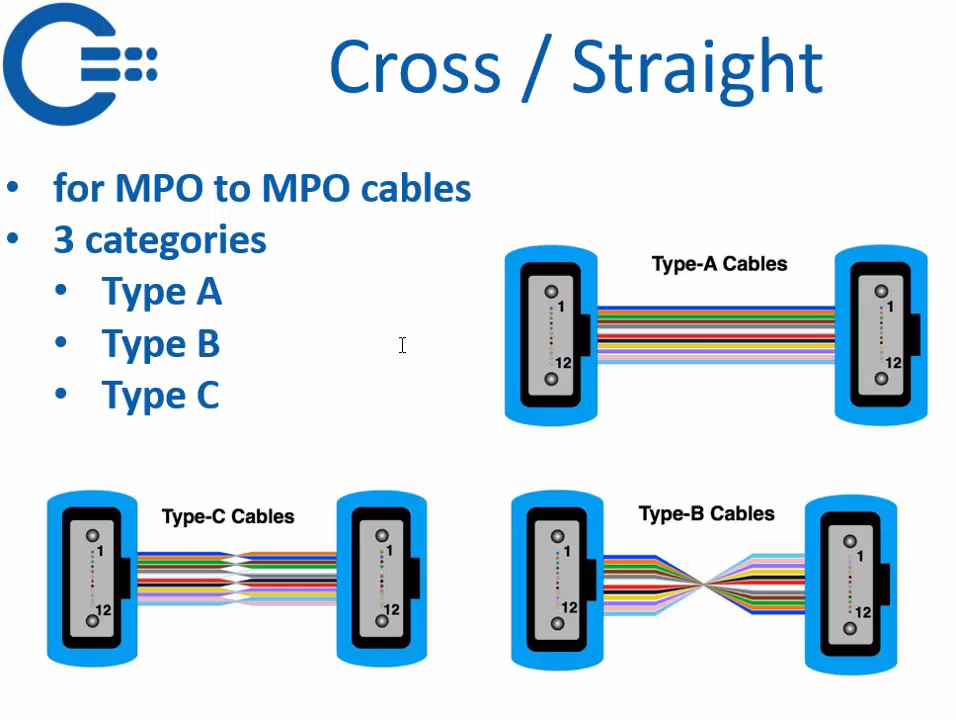 Cross / Straight
• for MPO to MPO cables
• 3 categories
• Type A
• Type B
• Type C
Type-A Cables
1
12
1
12
Type-C Cables
1
12
1
12
Type-B Cables
1
12
1
12